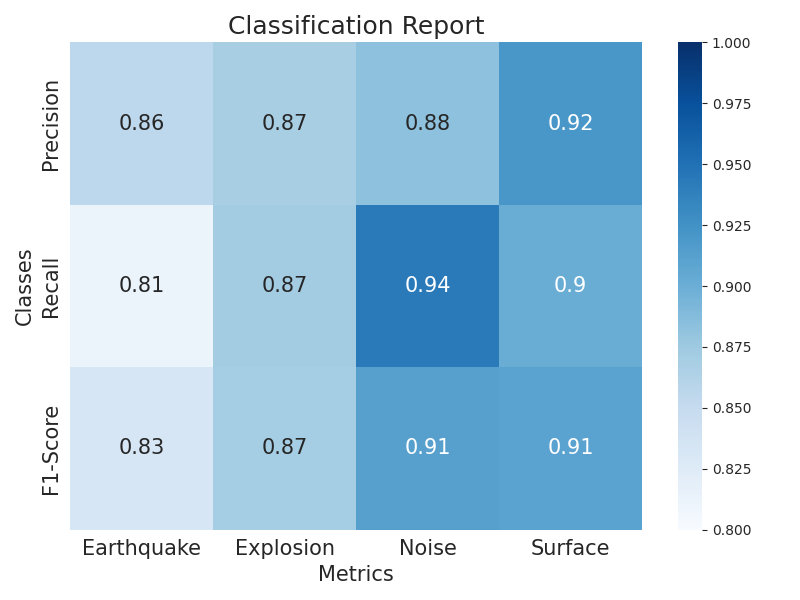 Classification Report
Classes
Precision
0.86 0.87 0.88 0.92
Recall
0.81 0.87 0.94 0.9
F1-Score
0.83 0.87 0.91 0.91
Earthquake Explosion Noise Surface
Metrics
1.000
0.975
0.950
0.925
0.900
0.875
0.850
0.825
0.800